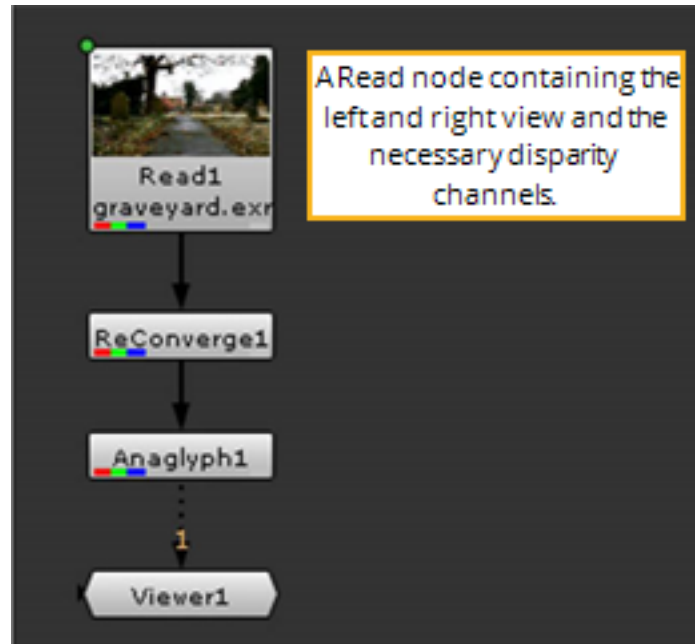 Read1
graveyard.exr
A Read node containing the
left and right view and the
necessary disparity
channels.
ReConverge1
Anaglyph1
1
Viewer1